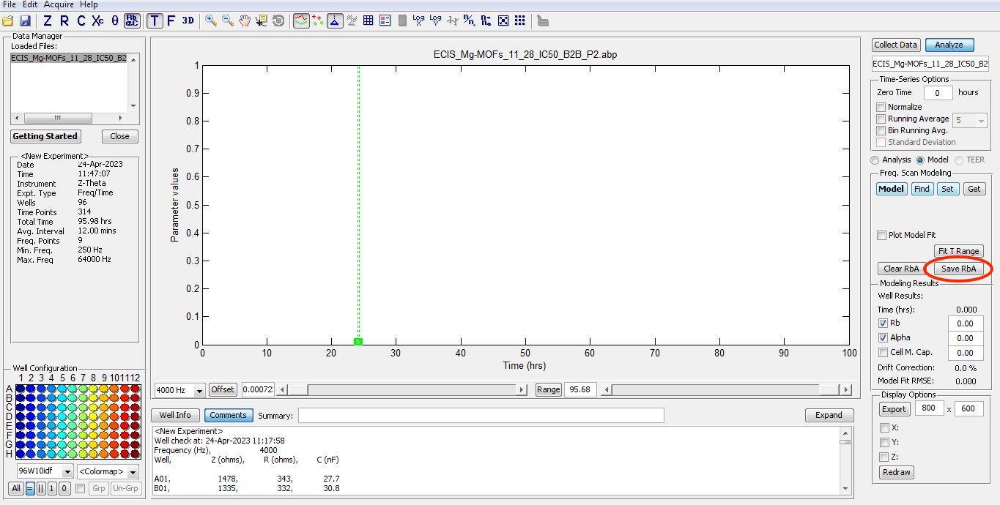 File Edit Acquire Help
Z R C Xc θ Rb αC T F 3D
Data Manager
Loaded Files:
ECIS_Mg-MOFs_11_28_IC50_B2
Getting Started Close
<New Experiment>
Date 24-Apr-2023
Time 11:47:07
Instrument Z-Theta
Expt. Type Freq/Time
Wells 96
Time Points 314
Total Time 95.98 hrs
Avg. Interval 12.00 mins
Freq. Points 9
Min. Freq. 250 Hz
Max. Freq 64000 Hz
Well Configuration
1 2 3 4 5 6 7 8 9 10 11 12
A
B
C
D
E
F
G
H
96W10idf <Colormap>
All = || 1 0 Grp Un-Grp
ECIS_Mg-MOFs_11_28_IC50_B2B_P2.abp
Parameter values
1
0.9
0.8
0.7
0.6
0.5
0.4
0.3
0.2
0.1
0
0 10 20 30 40 50 60 70 80 90 100
Time (hrs)
4000 Hz Offset 0.00072 Range 95.68
Well Info Comments Summary: Expand
<New Experiment>
Well check at: 24-Apr-2023 11:17:58
Frequency (Hz), 4000
Well, Z (ohms), R (ohms), C (nF)
A01, 1478, 343, 27.7
B01, 1335, 332, 30.8
Collect Data Analyze
ECIS_Mg-MOFs_11_28_IC50_B2
Time-Series Options
Zero Time 0 hours
Normalize
Running Average 5
Bin Running Avg.
Standard Deviation
Analysis Model TEER
Freq. Scan Modeling
Model Find Set Get
Plot Model Fit
Fit T Range
Clear RbA Save RbA
Modeling Results
Well Results:
Time (hrs): 0.000
Rb 0.00
Alpha 0.00
Cell M. Cap. 0.00
Drift Correction: 0.0 %
Model Fit RMSE: 0.000
Display Options
Export 800 x 600
X:
Y:
Z:
Redraw